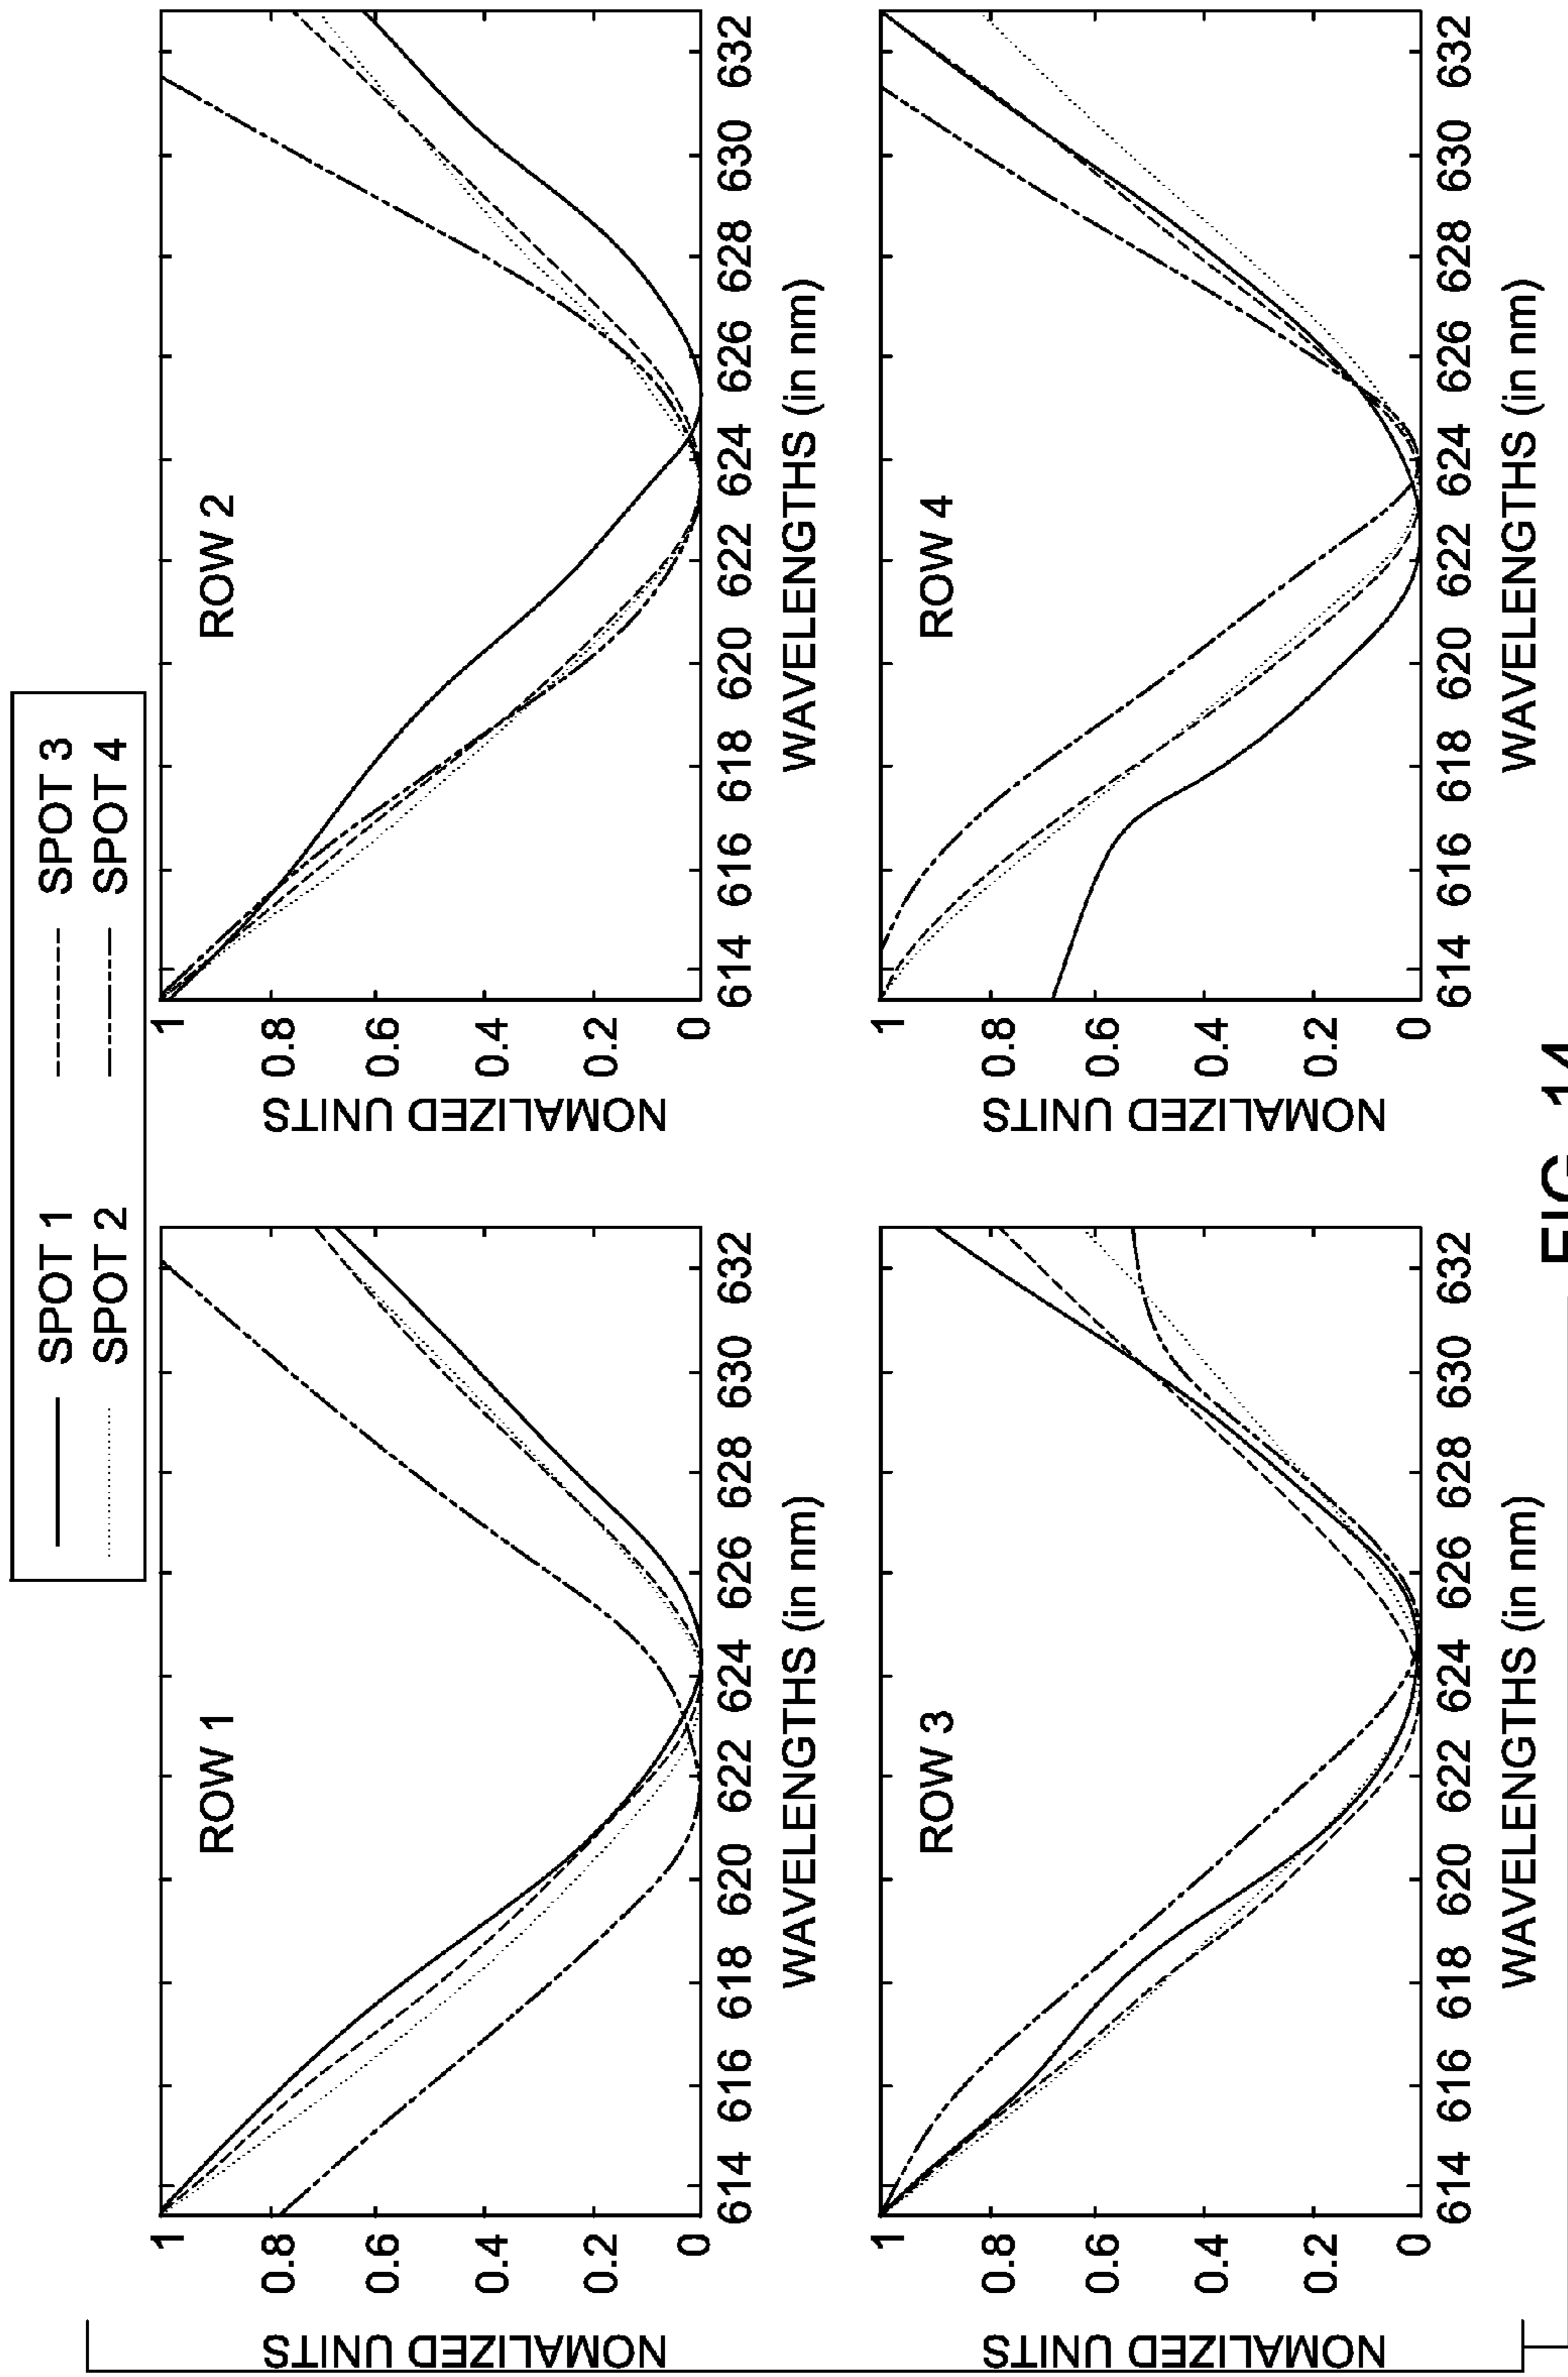 SPOT 1 SPOT 3
SPOT 2 SPOT 4
ROW 1
NOMALIZED UNITS
1
0.8
0.6
0.4
0.2
0
614 616 618 620 622 624 626 628 630 632
WAVELENGTHS (in nm)
ROW 2
NOMALIZED UNITS
1
0.8
0.6
0.4
0.2
0
614 616 618 620 622 624 626 628 630 632
WAVELENGTHS (in nm)
ROW 3
NOMALIZED UNITS
1
0.8
0.6
0.4
0.2
0
614 616 618 620 622 624 626 628 630 632
WAVELENGTHS (in nm)
ROW 4
NOMALIZED UNITS
1
0.8
0.6
0.4
0.2
0
614 616 618 620 622 624 626 628 630 632
WAVELENGTHS (in nm)
FIG. 14